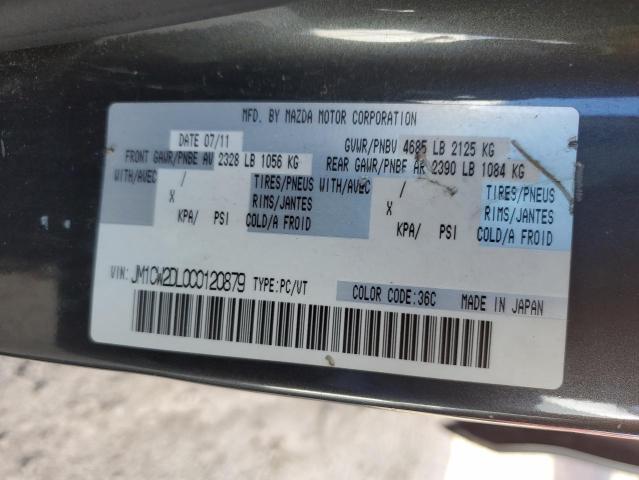 MFD. BY MAZDA MOTOR CORPORATION
DATE 07/11 GVWR/PNBV 4685 LB 2125 KG
FRONT GAWR/PNBE AV 2328 LB 1056 KG REAR GAWR/PNBE AR 2390 LB 1084 KG
WITH/AVEC / TIRES/PNEUS WITH/AVEC / TIRES/PNEUS
X RIMS/JANTES X RIMS/JANTES
KPA/ PSI COLD/A FROID KPA/ PSI COLD/A FROID
VIN: JM1CW2DL0C0120879 TYPE:PC/VT
COLOR CODE:36C MADE IN JAPAN